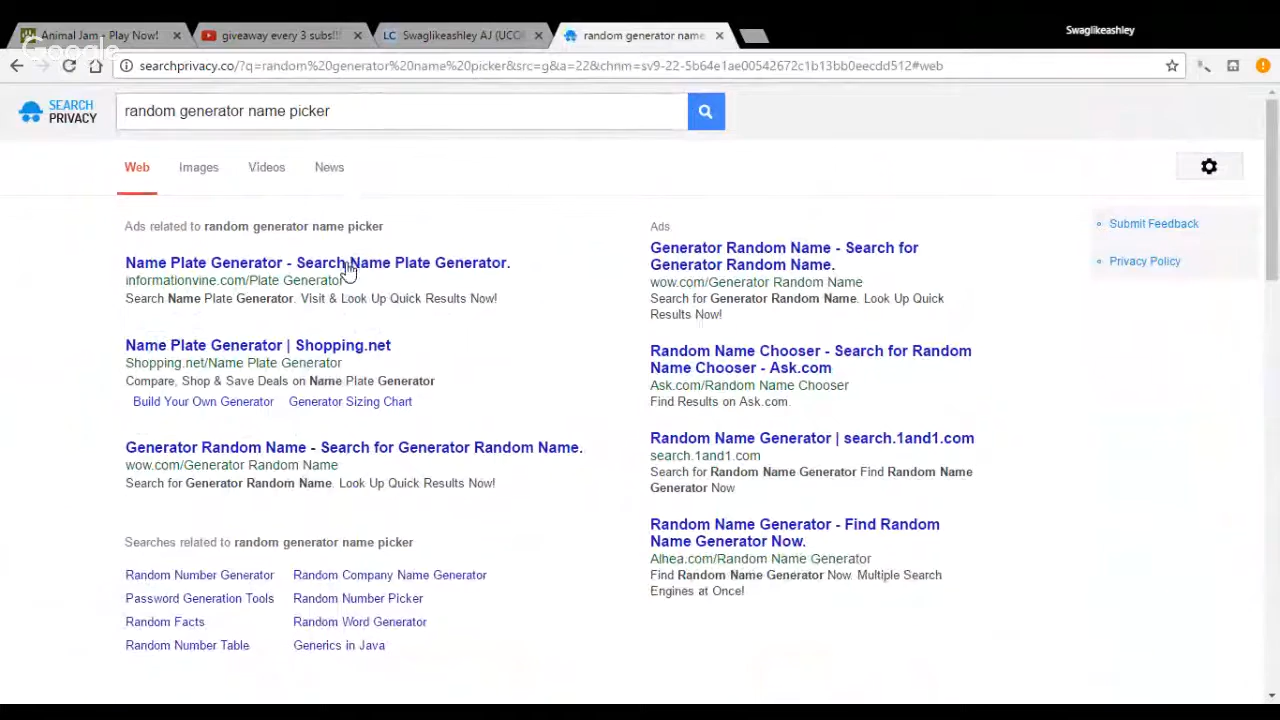 Animal Jam - Play Now!
giveaway every 3 subs!!!
LC Swaglikeashley AJ (UCOF
random generator name
Swaglikeashley
Google
searchprivacy.co/?q=random%20generator%20name%20picker&src=g&a=22&chnm=sv9-22-5b64e1ae00542672c1b13bb0eecdd512#web
SEARCH
PRIVACY
random generator name picker
Web Images Videos News
Ads related to random generator name picker
Name Plate Generator - Search Name Plate Generator.
informationvine.com/Plate Generator
Search Name Plate Generator. Visit & Look Up Quick Results Now!
Name Plate Generator | Shopping.net
Shopping.net/Name Plate Generator
Compare, Shop & Save Deals on Name Plate Generator
Build Your Own Generator Generator Sizing Chart
Generator Random Name - Search for Generator Random Name.
wow.com/Generator Random Name
Search for Generator Random Name. Look Up Quick Results Now!
Searches related to random generator name picker
Random Number Generator Random Company Name Generator
Password Generation Tools Random Number Picker
Random Facts Random Word Generator
Random Number Table Generics in Java
Ads
Generator Random Name - Search for
Generator Random Name.
wow.com/Generator Random Name
Search for Generator Random Name. Look Up Quick
Results Now!
Random Name Chooser - Search for Random
Name Chooser - Ask.com
Ask.com/Random Name Chooser
Find Results on Ask.com.
Random Name Generator | search.1and1.com
search.1and1.com
Search for Random Name Generator Find Random Name
Generator Now
Random Name Generator - Find Random
Name Generator Now.
Alhea.com/Random Name Generator
Find Random Name Generator Now. Multiple Search
Engines at Once!
Submit Feedback
Privacy Policy